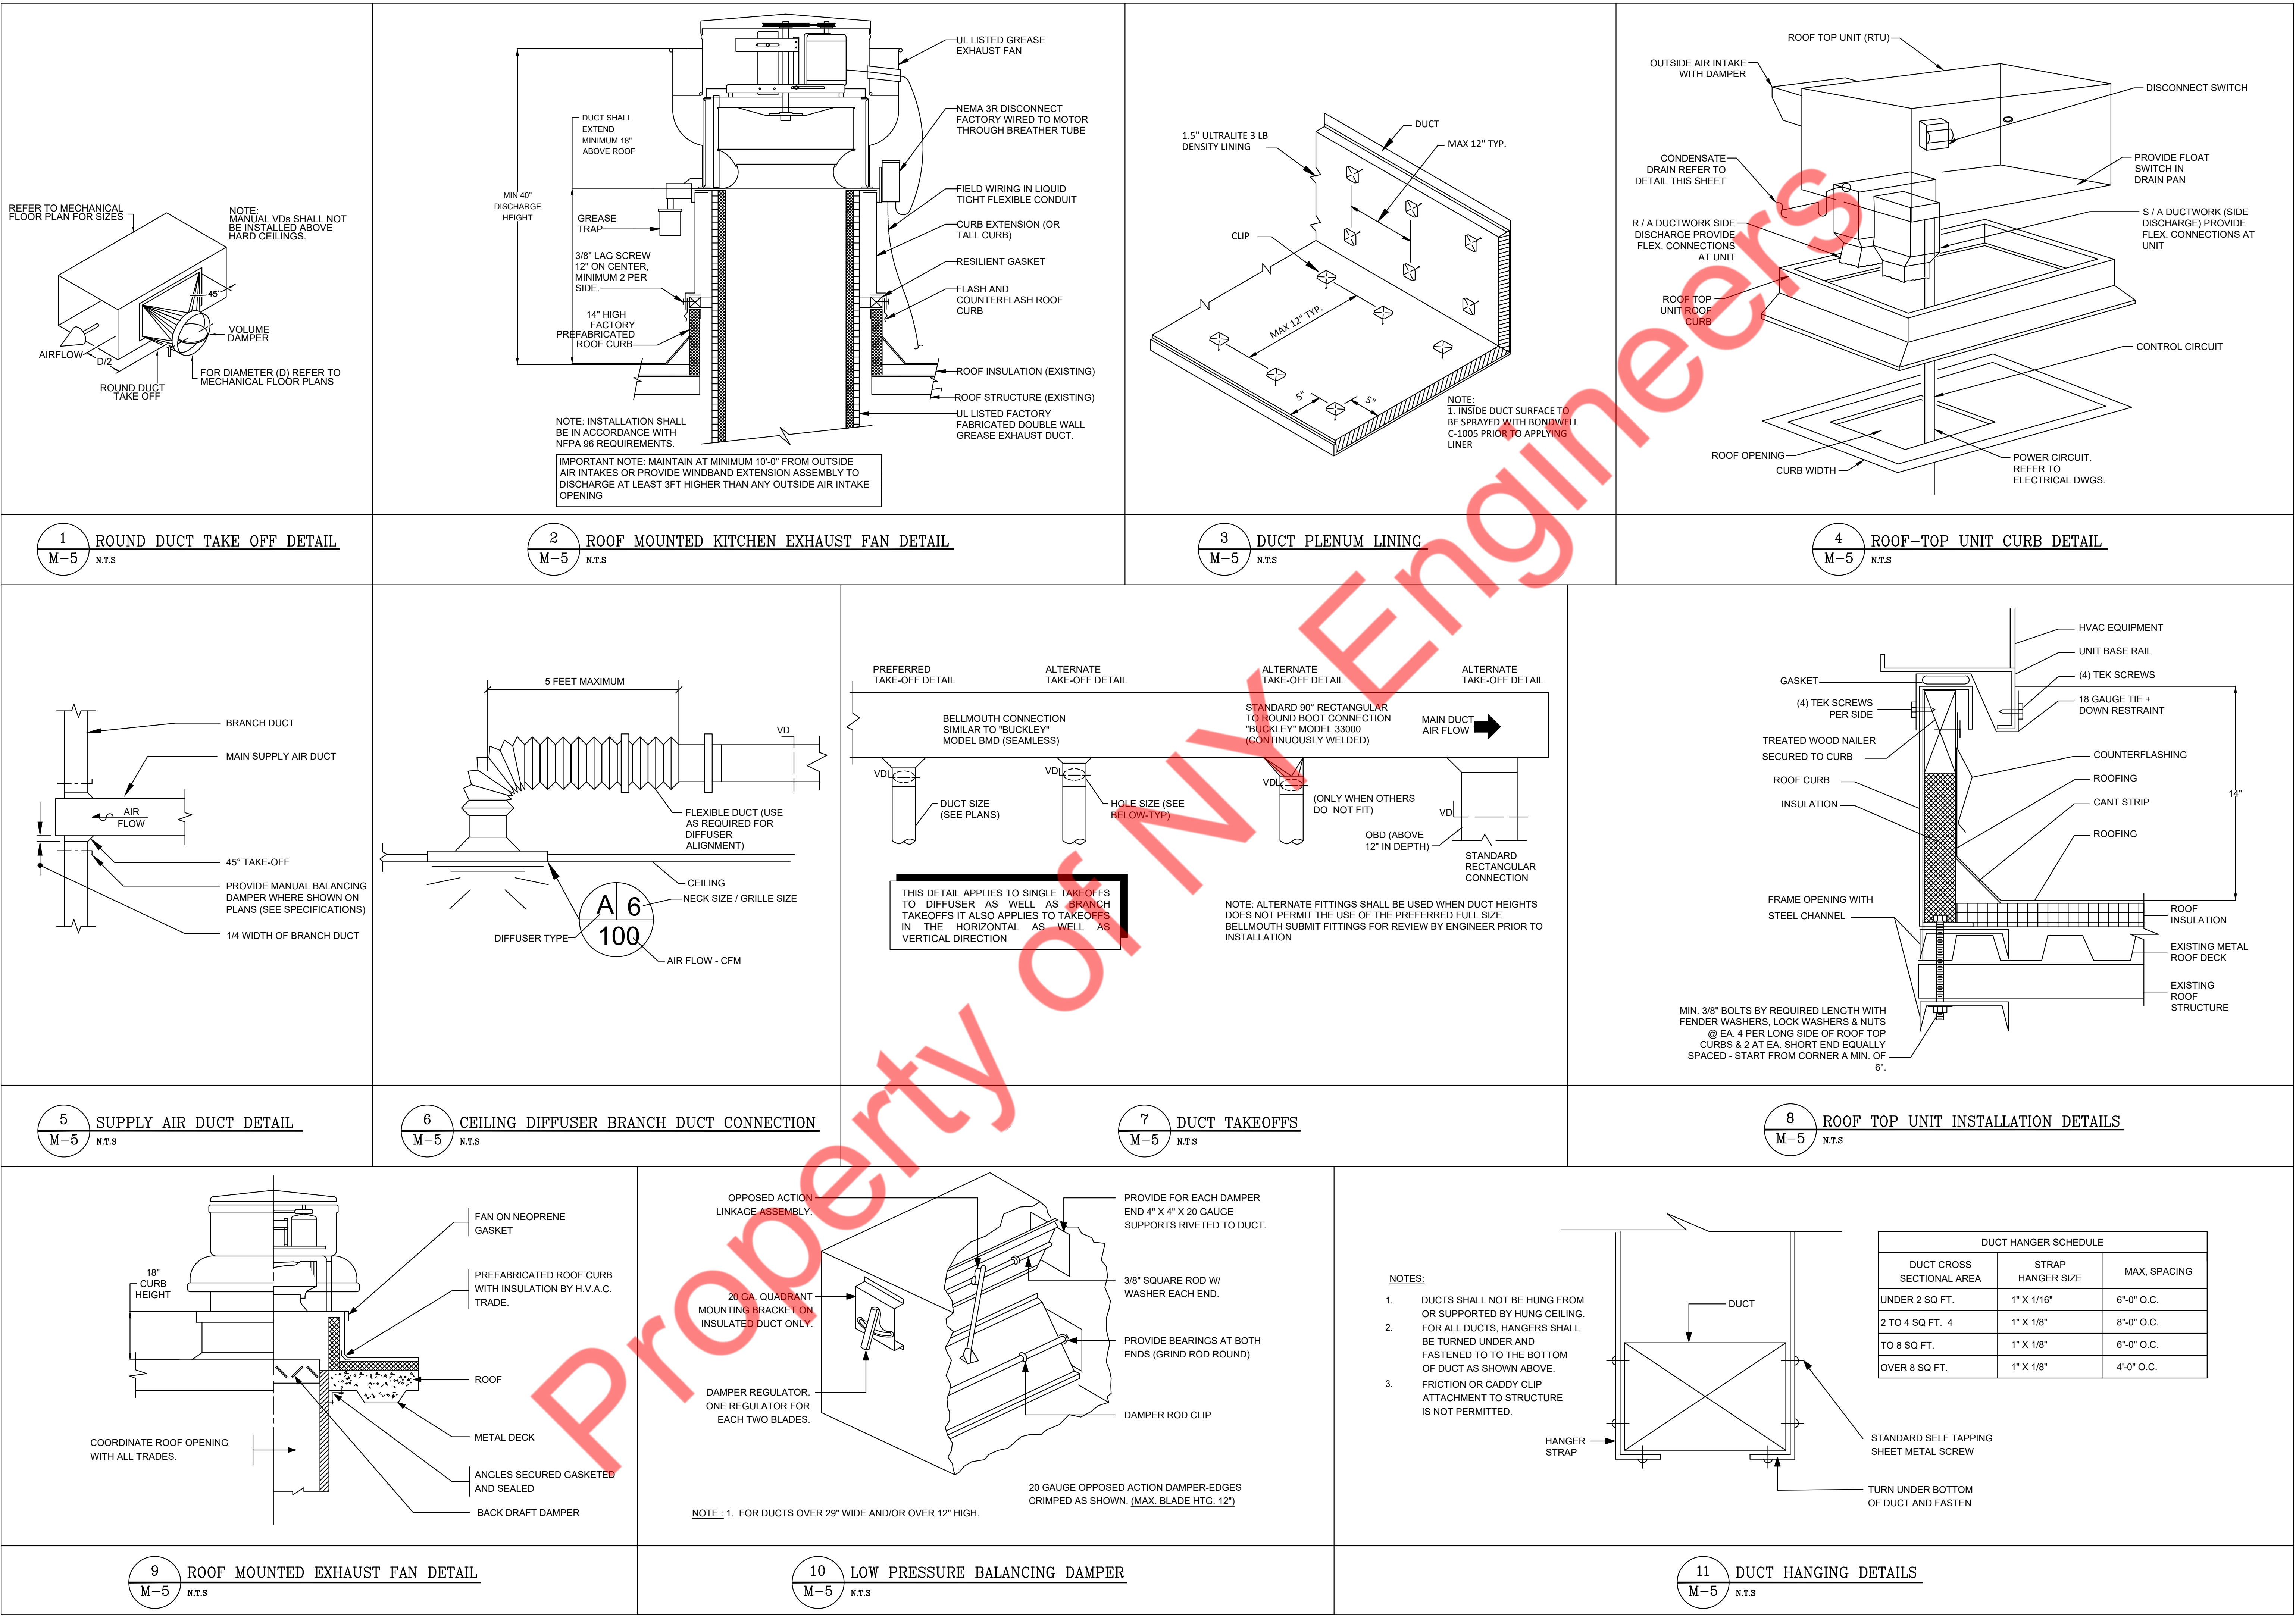 REFER TO MECHANICAL
FLOOR PLAN FOR SIZES
NOTE:
MANUAL VDs SHALL NOT
BE INSTALLED ABOVE
HARD CEILINGS.
45°
VOLUME
DAMPER
AIRFLOW
D/2
ROUND DUCT
TAKE OFF
FOR DIAMETER (D) REFER TO
MECHANICAL FLOOR PLANS
1
M-5
ROUND DUCT TAKE OFF DETAIL
N.T.S
UL LISTED GREASE
EXHAUST FAN
NEMA 3R DISCONNECT
FACTORY WIRED TO MOTOR
THROUGH BREATHER TUBE
DUCT SHALL
EXTEND
MINIMUM 18"
ABOVE ROOF
MIN 40"
DISCHARGE
HEIGHT
GREASE
TRAP
FIELD WIRING IN LIQUID
TIGHT FLEXIBLE CONDUIT
CURB EXTENSION (OR
TALL CURB)
3/8" LAG SCREW
12" ON CENTER,
MINIMUM 2 PER
SIDE.
RESILIENT GASKET
FLASH AND
COUNTERFLASH ROOF
CURB
14" HIGH
FACTORY
PREFABRICATED
ROOF CURB
ROOF INSULATION (EXISTING)
ROOF STRUCTURE (EXISTING)
UL LISTED FACTORY
FABRICATED DOUBLE WALL
GREASE EXHAUST DUCT.
NOTE: INSTALLATION SHALL
BE IN ACCORDANCE WITH
NFPA 96 REQUIREMENTS.
IMPORTANT NOTE: MAINTAIN AT MINIMUM 10'-0" FROM OUTSIDE
AIR INTAKES OR PROVIDE WINDBAND EXTENSION ASSEMBLY TO
DISCHARGE AT LEAST 3FT HIGHER THAN ANY OUTSIDE AIR INTAKE
OPENING
2
M-5
ROOF MOUNTED KITCHEN EXHAUST FAN DETAIL
N.T.S
1.5" ULTRALITE 3 LB
DENSITY LINING
DUCT
MAX 12" TYP.
CLIP
MAX 12" TYP.
5"
5"
NOTE:
1. INSIDE DUCT SURFACE TO
BE SPRAYED WITH BONDWELL
C-1005 PRIOR TO APPLYING
LINER
3
M-5
DUCT PLENUM LINING
N.T.S
ROOF TOP UNIT (RTU)
OUTSIDE AIR INTAKE
WITH DAMPER
DISCONNECT SWITCH
CONDENSATE
DRAIN REFER TO
DETAIL THIS SHEET
PROVIDE FLOAT
SWITCH IN
DRAIN PAN
R / A DUCTWORK SIDE
DISCHARGE PROVIDE
FLEX. CONNECTIONS
AT UNIT
S / A DUCTWORK (SIDE
DISCHARGE) PROVIDE
FLEX. CONNECTIONS AT
UNIT
ROOF TOP
UNIT ROOF
CURB
CONTROL CIRCUIT
ROOF OPENING
CURB WIDTH
POWER CIRCUIT.
REFER TO
ELECTRICAL DWGS.
4
M-5
ROOF-TOP UNIT CURB DETAIL
N.T.S
BRANCH DUCT
MAIN SUPPLY AIR DUCT
AIR
FLOW
45° TAKE-OFF
PROVIDE MANUAL BALANCING
DAMPER WHERE SHOWN ON
PLANS (SEE SPECIFICATIONS)
1/4 WIDTH OF BRANCH DUCT
5
M-5
SUPPLY AIR DUCT DETAIL
N.T.S
5 FEET MAXIMUM
VD
FLEXIBLE DUCT (USE
AS REQUIRED FOR
DIFFUSER
ALIGNMENT)
CEILING
NECK SIZE / GRILLE SIZE
A 6
100
DIFFUSER TYPE
AIR FLOW - CFM
6
M-5
CEILING DIFFUSER BRANCH DUCT CONNECTION
N.T.S
PREFERRED
TAKE-OFF DETAIL
ALTERNATE
TAKE-OFF DETAIL
ALTERNATE
TAKE-OFF DETAIL
ALTERNATE
TAKE-OFF DETAIL
BELLMOUTH CONNECTION
SIMILAR TO "BUCKLEY"
MODEL BMD (SEAMLESS)
STANDARD 90° RECTANGULAR
TO ROUND BOOT CONNECTION
"BUCKLEY" MODEL 33000
(CONTINUOUSLY WELDED)
MAIN DUCT
AIR FLOW
VD
VD
VD
VD
DUCT SIZE
(SEE PLANS)
HOLE SIZE (SEE
BELOW-TYP)
(ONLY WHEN OTHERS
DO NOT FIT)
OBD (ABOVE
12" IN DEPTH)
STANDARD
RECTANGULAR
CONNECTION
THIS DETAIL APPLIES TO SINGLE TAKEOFFS
TO DIFFUSER AS WELL AS BRANCH
TAKEOFFS IT ALSO APPLIES TO TAKEOFFS
IN THE HORIZONTAL AS WELL AS
VERTICAL DIRECTION
NOTE: ALTERNATE FITTINGS SHALL BE USED WHEN DUCT HEIGHTS
DOES NOT PERMIT THE USE OF THE PREFERRED FULL SIZE
BELLMOUTH SUBMIT FITTINGS FOR REVIEW BY ENGINEER PRIOR TO
INSTALLATION
7
M-5
DUCT TAKEOFFS
N.T.S
HVAC EQUIPMENT
UNIT BASE RAIL
(4) TEK SCREWS
18 GAUGE TIE +
DOWN RESTRAINT
GASKET
(4) TEK SCREWS
PER SIDE
TREATED WOOD NAILER
SECURED TO CURB
ROOF CURB
INSULATION
COUNTERFLASHING
ROOFING
CANT STRIP
ROOFING
14"
FRAME OPENING WITH
STEEL CHANNEL
ROOF
INSULATION
EXISTING METAL
ROOF DECK
EXISTING
ROOF
STRUCTURE
MIN. 3/8" BOLTS BY REQUIRED LENGTH WITH
FENDER WASHERS, LOCK WASHERS & NUTS
@ EA. 4 PER LONG SIDE OF ROOF TOP
CURBS & 2 AT EA. SHORT END EQUALLY
SPACED - START FROM CORNER A MIN. OF
6".
8
M-5
ROOF TOP UNIT INSTALLATION DETAILS
N.T.S
18"
CURB
HEIGHT
FAN ON NEOPRENE
GASKET
PREFABRICATED ROOF CURB
WITH INSULATION BY H.V.A.C.
TRADE.
ROOF
METAL DECK
COORDINATE ROOF OPENING
WITH ALL TRADES.
ANGLES SECURED GASKETED
AND SEALED
BACK DRAFT DAMPER
9
M-5
ROOF MOUNTED EXHAUST FAN DETAIL
N.T.S
OPPOSED ACTION
LINKAGE ASSEMBLY.
PROVIDE FOR EACH DAMPER
END 4" X 4" X 20 GAUGE
SUPPORTS RIVETED TO DUCT.
20 GA. QUADRANT
MOUNTING BRACKET ON
INSULATED DUCT ONLY.
3/8" SQUARE ROD W/
WASHER EACH END.
PROVIDE BEARINGS AT BOTH
ENDS (GRIND ROD ROUND)
DAMPER REGULATOR.
ONE REGULATOR FOR
EACH TWO BLADES.
DAMPER ROD CLIP
20 GAUGE OPPOSED ACTION DAMPER-EDGES
CRIMPED AS SHOWN. (MAX. BLADE HTG. 12")
NOTE : 1. FOR DUCTS OVER 29" WIDE AND/OR OVER 12" HIGH.
10
M-5
LOW PRESSURE BALANCING DAMPER
N.T.S
NOTES:
1. DUCTS SHALL NOT BE HUNG FROM
OR SUPPORTED BY HUNG CEILING.
2. FOR ALL DUCTS, HANGERS SHALL
BE TURNED UNDER AND
FASTENED TO TO THE BOTTOM
OF DUCT AS SHOWN ABOVE.
3. FRICTION OR CADDY CLIP
ATTACHMENT TO STRUCTURE
IS NOT PERMITTED.
DUCT
HANGER
STRAP
DUCT HANGER SCHEDULE
DUCT CROSS
SECTIONAL AREA
STRAP
HANGER SIZE
MAX, SPACING
UNDER 2 SQ FT. 1" X 1/16" 6"-0" O.C.
2 TO 4 SQ FT. 4 1" X 1/8" 8"-0" O.C.
TO 8 SQ FT. 1" X 1/8" 6"-0" O.C.
OVER 8 SQ FT. 1" X 1/8" 4'-0" O.C.
STANDARD SELF TAPPING
SHEET METAL SCREW
TURN UNDER BOTTOM
OF DUCT AND FASTEN
11
M-5
DUCT HANGING DETAILS
N.T.S
Property of NY Engineers